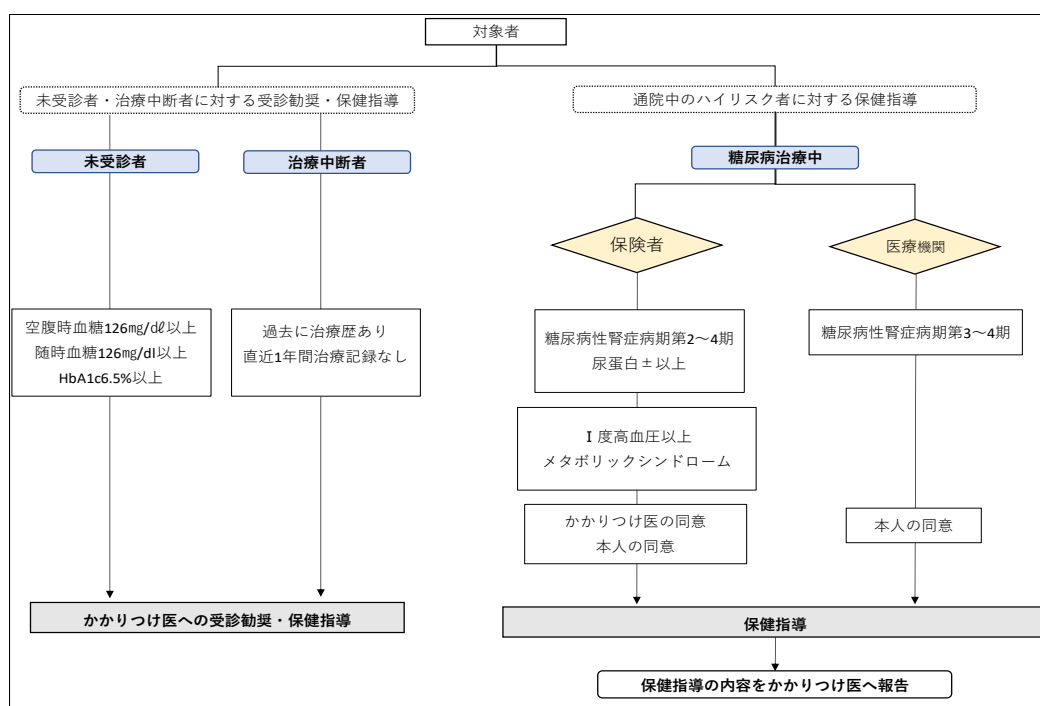 対象者
未受診者・治療中断者に対する受診勧奨・保健指導
通院中のハイリスク者に対する保健指導
未受診者
治療中断者
糖尿病治療中
保険者
医療機関
空腹時血糖126㎎/㎗以上
随時血糖126㎎/dl以上
HbA1c6.5%以上
過去に治療歴あり
直近1年間治療記録なし
糖尿病性腎症病期第2～4期
尿蛋白±以上
糖尿病性腎症病期第3～4期
Ⅰ度高血圧以上
メタボリックシンドローム
かかりつけ医の同意
本人の同意
本人の同意
かかりつけ医への受診勧奨・保健指導
保健指導
保健指導の内容をかかりつけ医へ報告